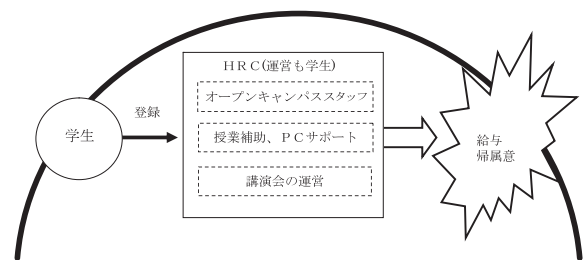 学生
登録
HRC(運営も学生)
オープンキャンパススタッフ
授業補助、PCサポート
講演会の運営
給与
帰属意